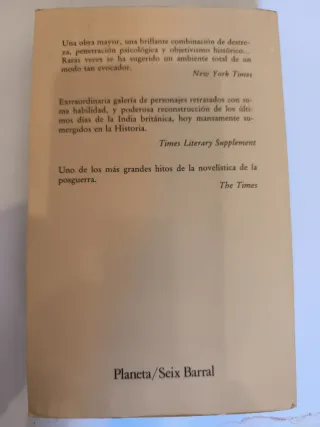 Una obra mayor, una brillante combinación de destre-
za, penetración psicológica y objetivismo histórico...
Raras veces se ha sugerido un ambiente total de un
modo tan evocador.
New York Times
Extraordinaria galería de personajes retratados con su-
ma habilidad, y poderosa reconstrucción de los últi-
mos días de la India británica, hoy mansamente su-
mergidos en la Historia.
Times Literary Supplement
Uno de los más grandes hitos de la novelística de la
posguerra.
The Times
Planeta/Seix Barral